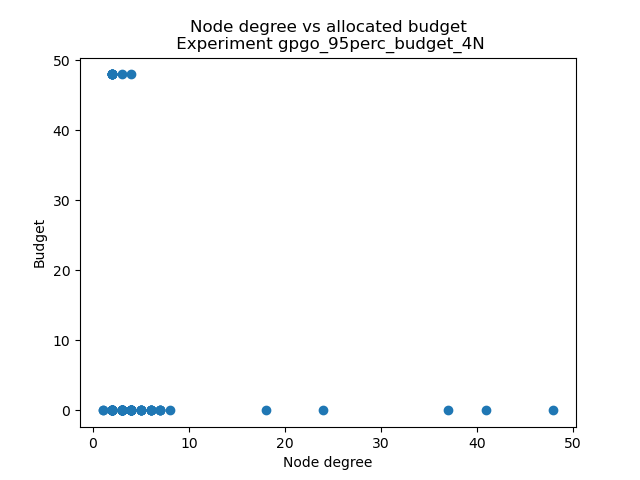 Node degree vs allocated budget
Experiment gpgo_95perc_budget_4N
50
40
30
20
10
0
Budget
0 10 20 30 40 50
Node degree